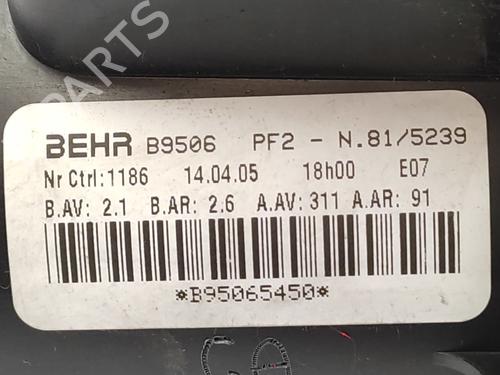 PARTS
BEHR B9506 PF2 - N.81/5239
Nr Ctrl:1186 14.04.05 18h00 E07
B.AV: 2.1 B.AR: 2.6 A.AV: 311 A.AR: 91
*B95065450*